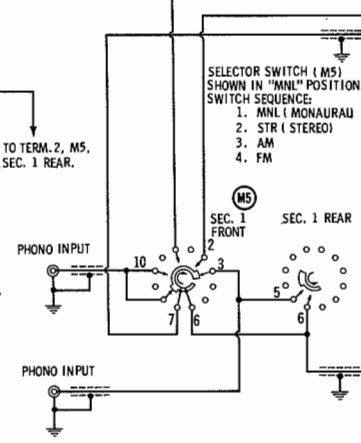 SELECTOR SWITCH (M5)
SHOWN IN "MNL" POSITION
SWITCH SEQUENCE:
1. MNL (MONAURAL)
2. STR (STEREO)
3. AM
4. FM
TO TERM. 2, M5,
SEC. 1 REAR.
M5
SEC. 1
FRONT
SEC. 1 REAR
PHONO INPUT
10
2
3
5
7
6
6
PHONO INPUT